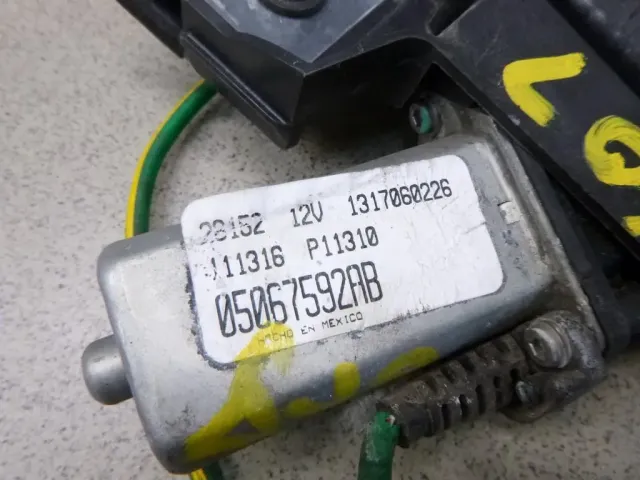 28152 12V 1317060226
111316 P11310
05067592AB
HECHO EN MEXICO